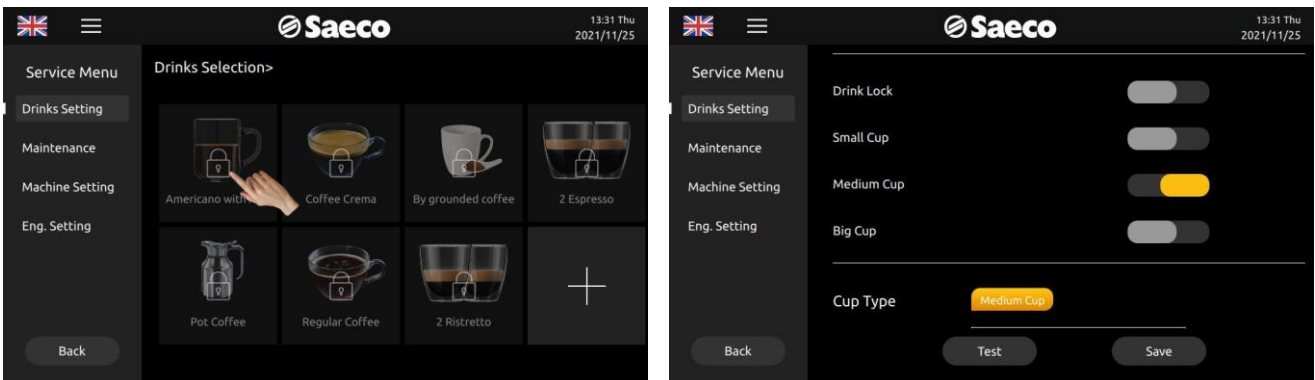 Saeco
13:31 Thu
2021/11/25
Service Menu
Drinks Selection>
Drinks Setting
Maintenance
Machine Setting
Eng. Setting
Americano with
Coffee Crema
By grounded coffee
2 Espresso
Pot Coffee
Regular Coffee
2 Ristretto
Back
Saeco
13:31 Thu
2021/11/25
Service Menu
Drinks Setting
Maintenance
Machine Setting
Eng. Setting
Drink Lock
Small Cup
Medium Cup
Big Cup
Cup Type
Medium Cup
Back
Test
Save